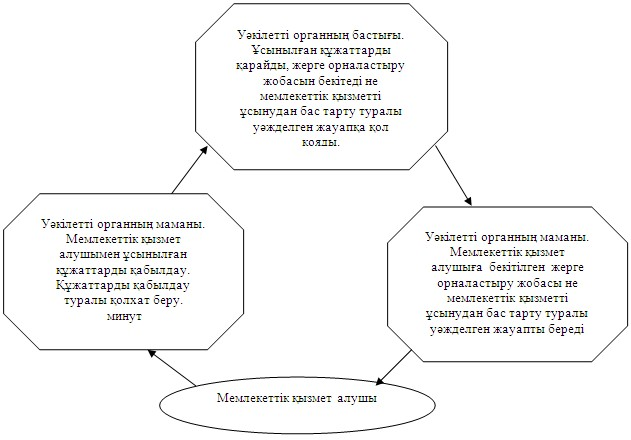 Уәкілетті органның бастығы.
Ұсынылған құжаттарды
қарайды, жерге орналастыру
жобасын бекітеді не
мемлекеттік қызметті
ұсынудан бас тарту туралы
уәжделген жауапқа қол
қояды.
Уәкілетті органның маманы.
Мемлекеттік қызмет
алушымен ұсынылған
құжаттарды қабылдау.
Құжаттарды қабылдау
туралы қолхат беру.
минут
Уәкілетті органның маманы.
Мемлекеттік қызмет
алушыға бекітілген жерге
орналастыру жобасы не
мемлекеттік қызметті
ұсынудан бас тарту туралы
уәжделген жауапты береді
Мемлекеттік қызмет алушы